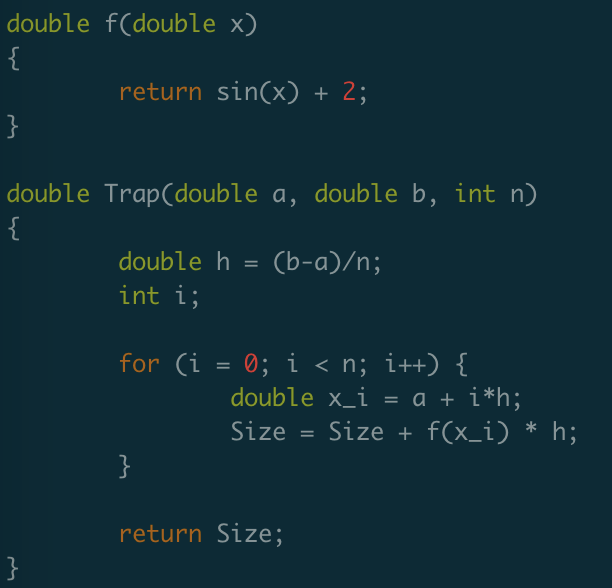 double f(double x)
{
        return sin(x) + 2;
}

double Trap(double a, double b, int n)
{
        double h = (b-a)/n;
        int i;

        for (i = 0; i < n; i++) {
                double x_i = a + i*h;
                Size = Size + f(x_i) * h;
        }

        return Size;
}